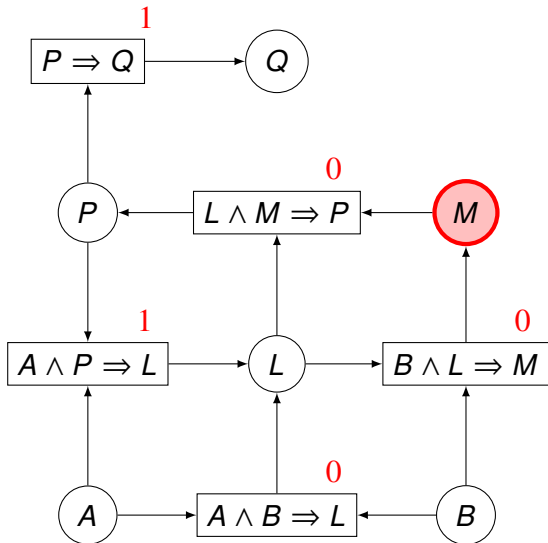 1
P ⇒ Q
Q
0
P
L ∧ M ⇒ P
M
1
0
A ∧ P ⇒ L
L
B ∧ L ⇒ M
0
A
A ∧ B ⇒ L
B